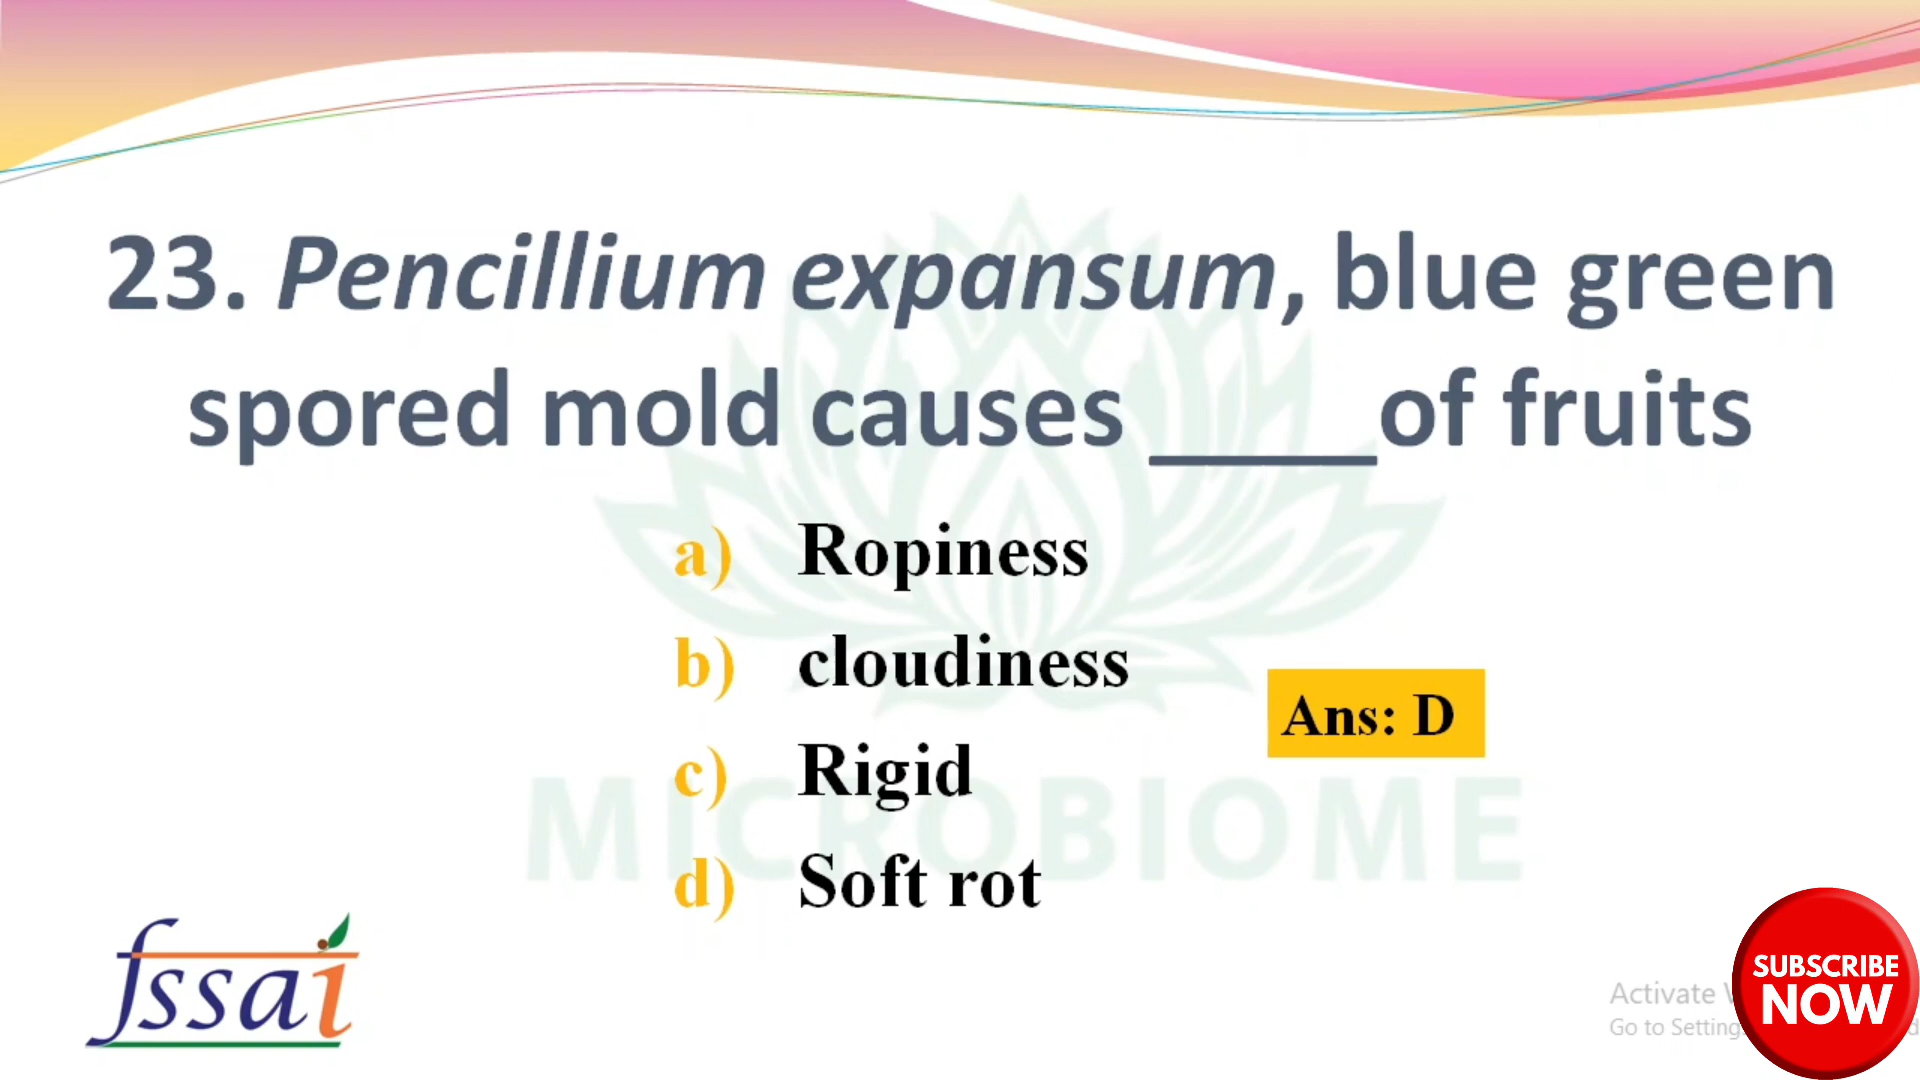 23. Pencillium expansum, blue green
spored mold causes _____of fruits
a) Ropiness
b) cloudiness
Ans: D
c) Rigid
MICROBIOME
d) Soft rot
fssai
SUBSCRIBE
NOW
Activate
Go to